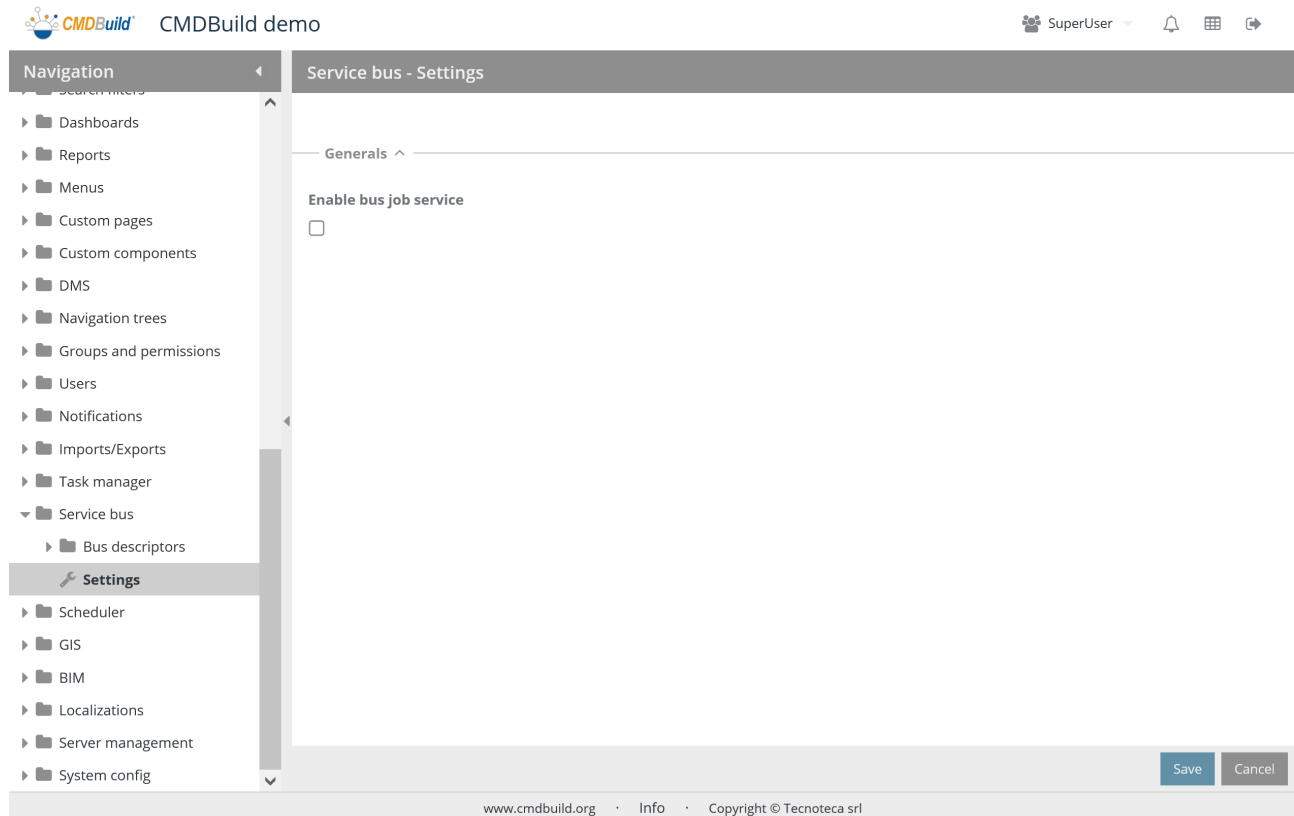 CMDBuild CMDBuild demo SuperUser
Navigation
Service bus - Settings
Search filters
Dashboards
Reports
Menus
Custom pages
Custom components
DMS
Navigation trees
Groups and permissions
Users
Notifications
Imports/Exports
Task manager
Service bus
Bus descriptors
Settings
Scheduler
GIS
BIM
Localizations
Server management
System config
Generals
Enable bus job service
Save Cancel
www.cmdbuild.org · Info · Copyright © Tecnoteca srl